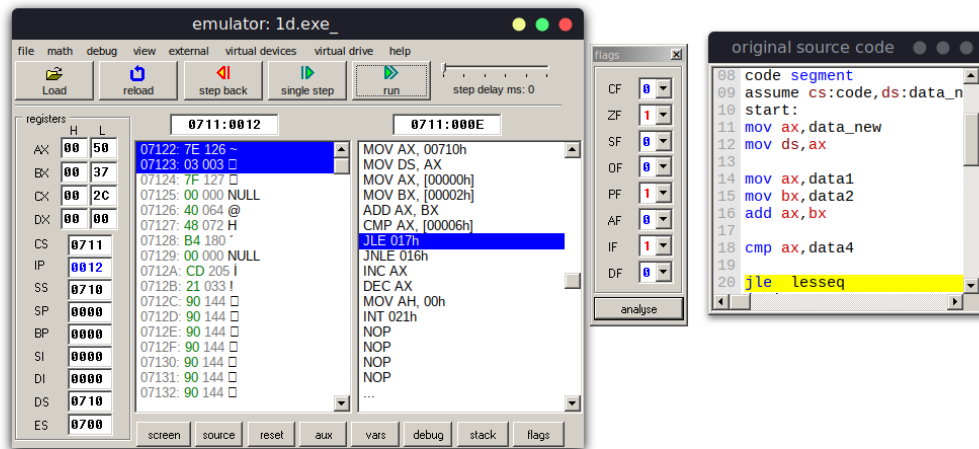 emulator: 1d.exe_
file math debug view external virtual devices virtual drive help
Load reload step back single step run step delay ms: 0
registers
H L
AX 00 50
BX 00 37
CX 00 2C
DX 00 00
CS 0711
IP 0012
SS 0710
SP 0000
BP 0000
SI 0000
DI 0000
DS 0710
ES 0700
0711:0012
07122: 7E 126 ~
07123: 03 003
07124: 7F 127
07125: 00 000 NULL
07126: 40 064 @
07127: 48 072 H
07128: B4 180 ´
07129: 00 000 NULL
0712A: CD 205 Í
0712B: 21 033 !
0712C: 90 144
0712D: 90 144
0712E: 90 144
0712F: 90 144
07130: 90 144
07131: 90 144
07132: 90 144
0711:000E
MOV AX, 00710h
MOV DS, AX
MOV AX, [00000h]
MOV BX, [00002h]
ADD AX, BX
CMP AX, [00006h]
JLE 017h
JNLE 016h
INC AX
DEC AX
MOV AH, 00h
INT 021h
NOP
NOP
NOP
NOP
...
screen source reset aux vars debug stack flags
flags
CF 0
ZF 1
SF 0
OF 0
PF 1
AF 0
IF 1
DF 0
analyse
original source code
08 code segment
09 assume cs:code,ds:data_n
10 start:
11 mov ax,data_new
12 mov ds,ax
13
14 mov ax,data1
15 mov bx,data2
16 add ax,bx
17
18 cmp ax,data4
19
20 jle lesseq